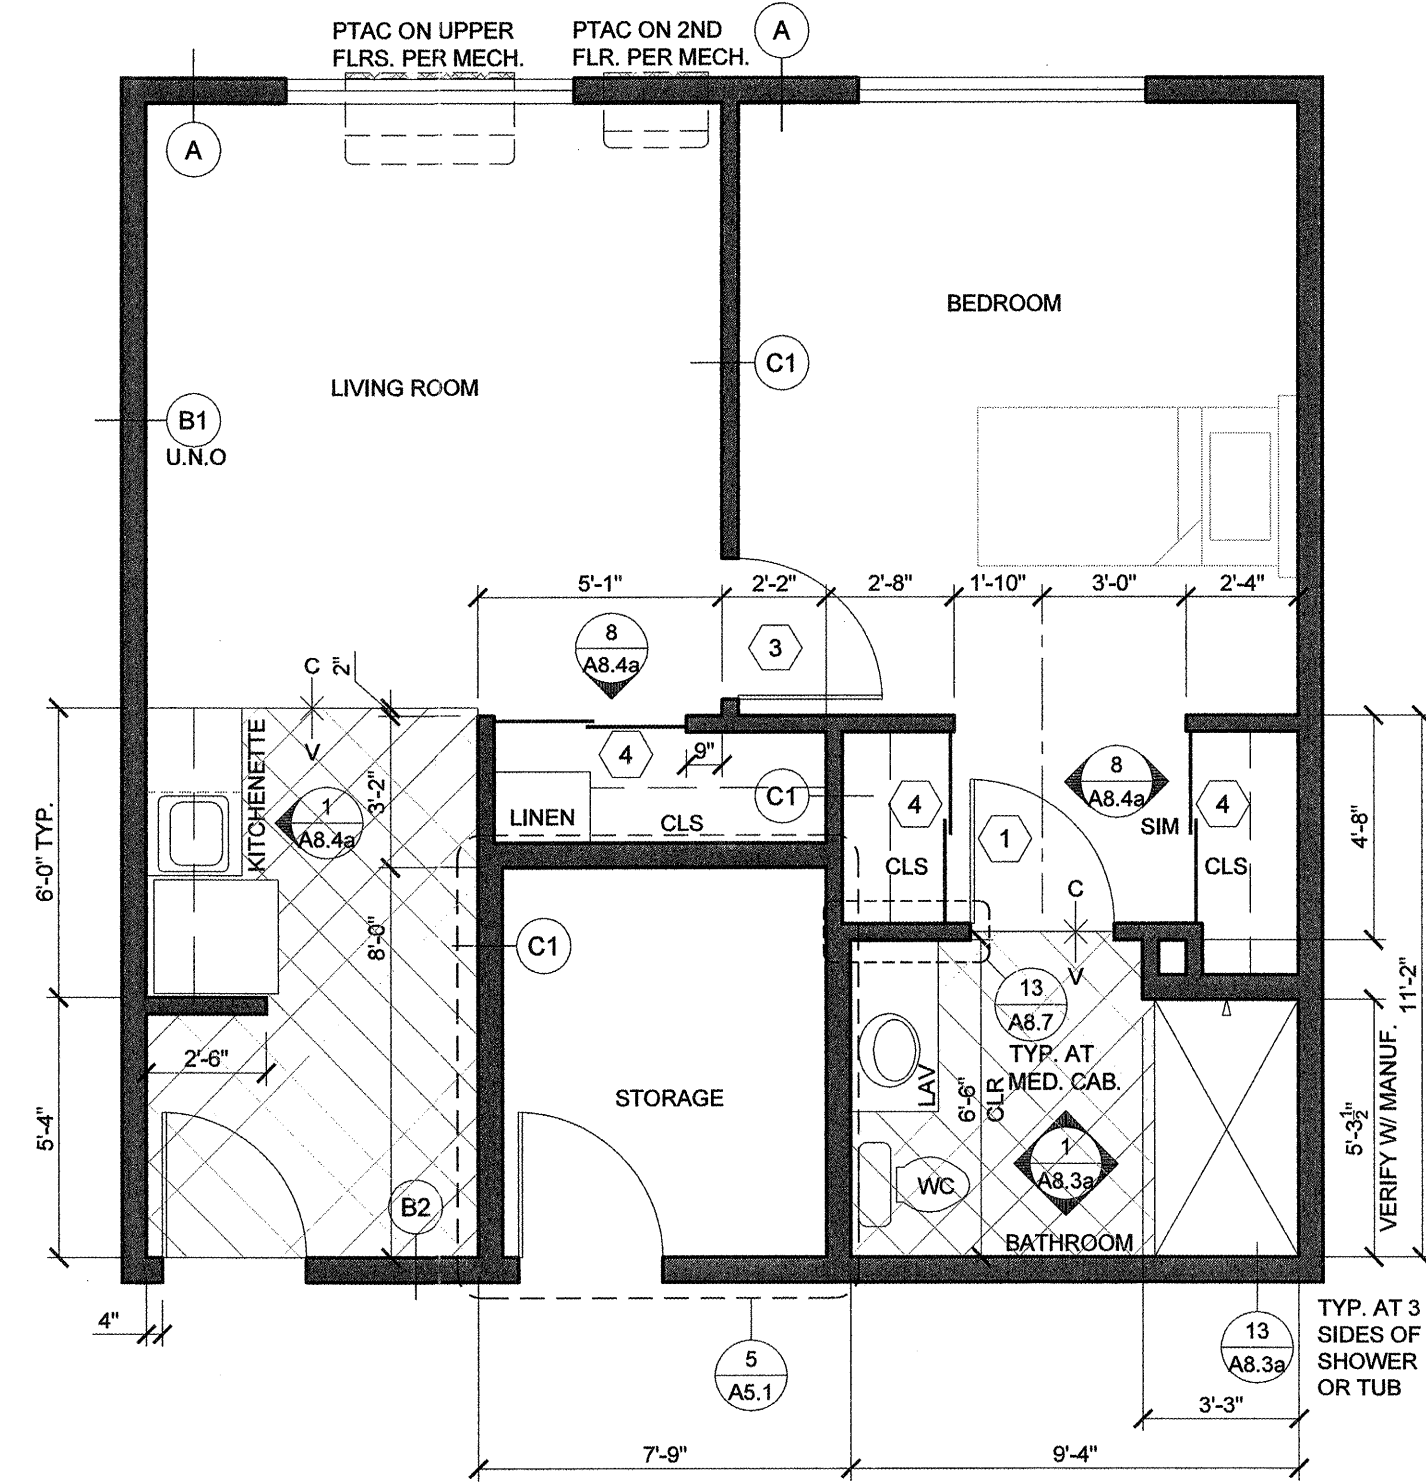 PTAC ON UPPER
FLRS. PER MECH.
PTAC ON 2ND
FLR. PER MECH.
A
A
BEDROOM
C1
LIVING ROOM
B1
U.N.O
5'-1"
2'-2"
2'-8"
1'-10"
3'-0"
2'-4"
8
A8.4a
3
C
2"
V
KITCHENETTE
1
A8.4a
3'-2"
4
9"
C1
LINEN
CLS
4
CLS
1
8
A8.4a
SIM
4
CLS
4'-8"
6'-0" TYP.
8'-0"
C1
C
V
13
A8.7
TYP. AT
MED. CAB.
11'-2"
2'-6"
5'-4"
STORAGE
LAV
6'-6"
CLR
5'-3 1/2"
VERIFY W/ MANUF.
B2
WC
1
A8.3a
BATHROOM
4"
5
A5.1
13
A8.3a
TYP. AT 3
SIDES OF
SHOWER
OR TUB
3'-3"
7'-9"
9'-4"